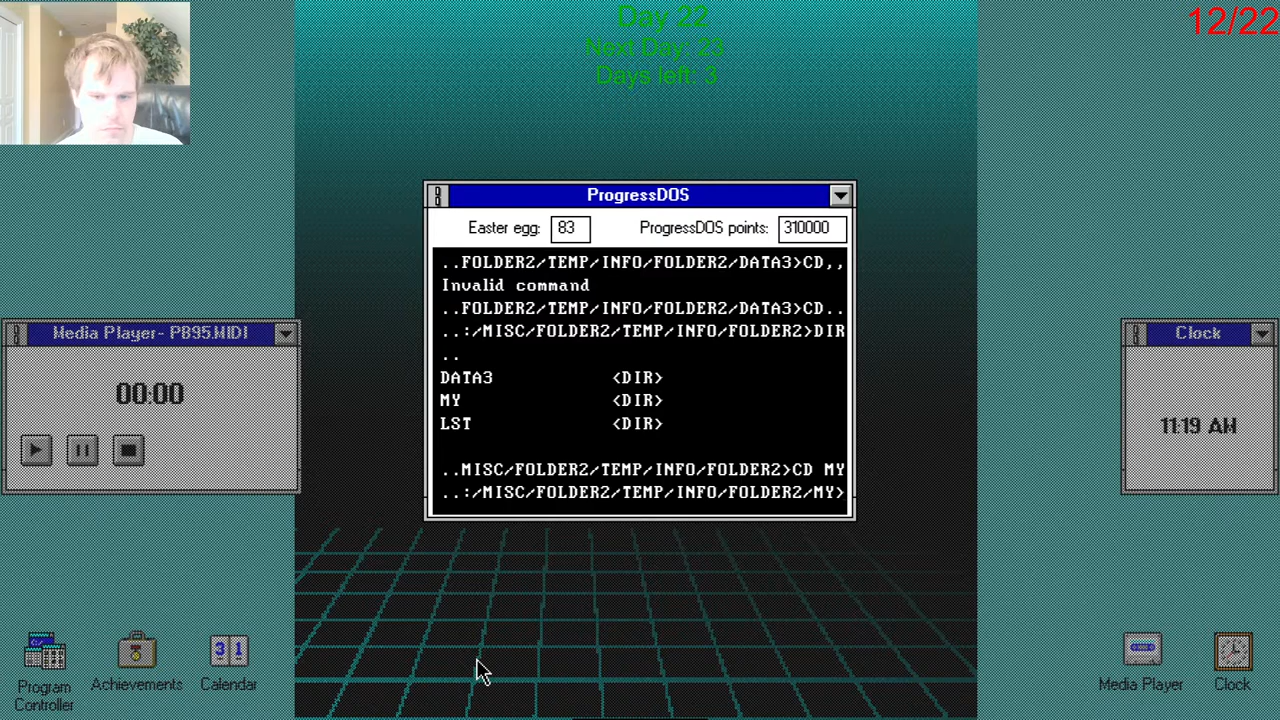 Day 22
Next Day: 23
Days left: 3
12/22
ProgressDOS
Easter egg: 83 ProgressDOS points: 310000
..FOLDER2/TEMP/INFO/FOLDER2/DATA3>CD,,
Invalid command
..FOLDER2/TEMP/INFO/FOLDER2/DATA3>CD..
..:/MISC/FOLDER2/TEMP/INFO/FOLDER2>DIR
..
DATA3 <DIR>
MY <DIR>
LST <DIR>
..MISC/FOLDER2/TEMP/INFO/FOLDER2>CD MY
..:/MISC/FOLDER2/TEMP/INFO/FOLDER2/MY>
Media Player- PB95.MIDI
00:00
Clock
11:19 AM
Program Controller
Achievements
31
Calendar
Media Player
Clock